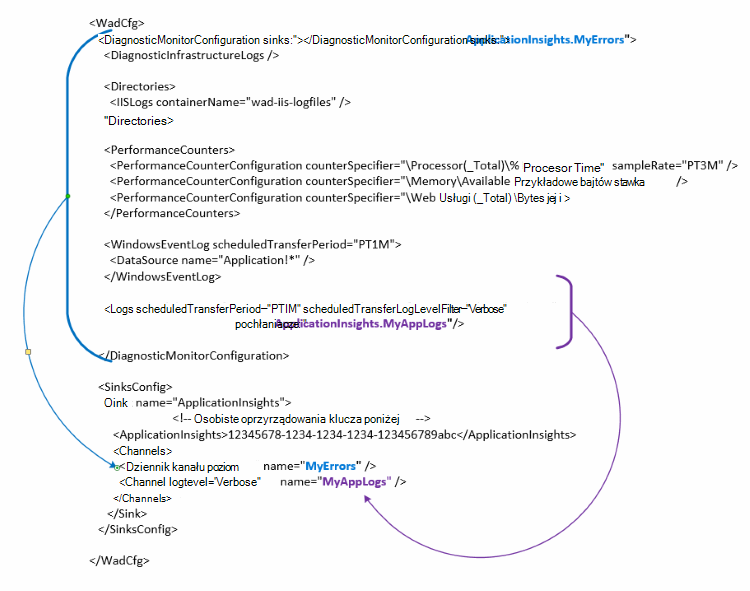 <WadCfg>
<DiagnosticMonitorConfiguration sinks:"></DiagnosticMonitorConfiguration sinks:"> ApplicationInsights.MyErrors">
<DiagnosticInfrastructureLogs />
<Directories>
<IISLogs containerName="wad-iis-logfiles" />
"Directories>
<PerformanceCounters>
<PerformanceCounterConfiguration counterSpecifier="\Processor(_Total)\% Procesor Time" sampleRate="PT3M" />
<PerformanceCounterConfiguration counterSpecifier="\Memory\Available Przykładowe bajtów stawka />
<PerformanceCounterConfiguration counterSpecifier="\Web Usługi (_Total) \Bytes jej i >
</PerformanceCounters>
<WindowsEventLog scheduledTransferPeriod="PT1M">
<DataSource name="Application!*" />
</WindowsEventLog>
<Logs scheduledTransferPeriod="PTIM" scheduledTransferLogLevelFilter="Verbose"
ApplicationInsights.MyAppLogs"/>
</DiagnosticMonitorConfiguration>
<SinksConfig>
Oink name="ApplicationInsights">
<!-- Osobiste oprzyrządowania klucza poniżej -->
<ApplicationInsights>12345678-1234-1234-1234-123456789abc</ApplicationInsights>
<Channels>
<Dziennik kanału poziom name="MyErrors" />
<Channel logtevel="Verbose" name="MyAppLogs" />
</Channels>
</Sink>
</SinksConfig>
</WadCfg>